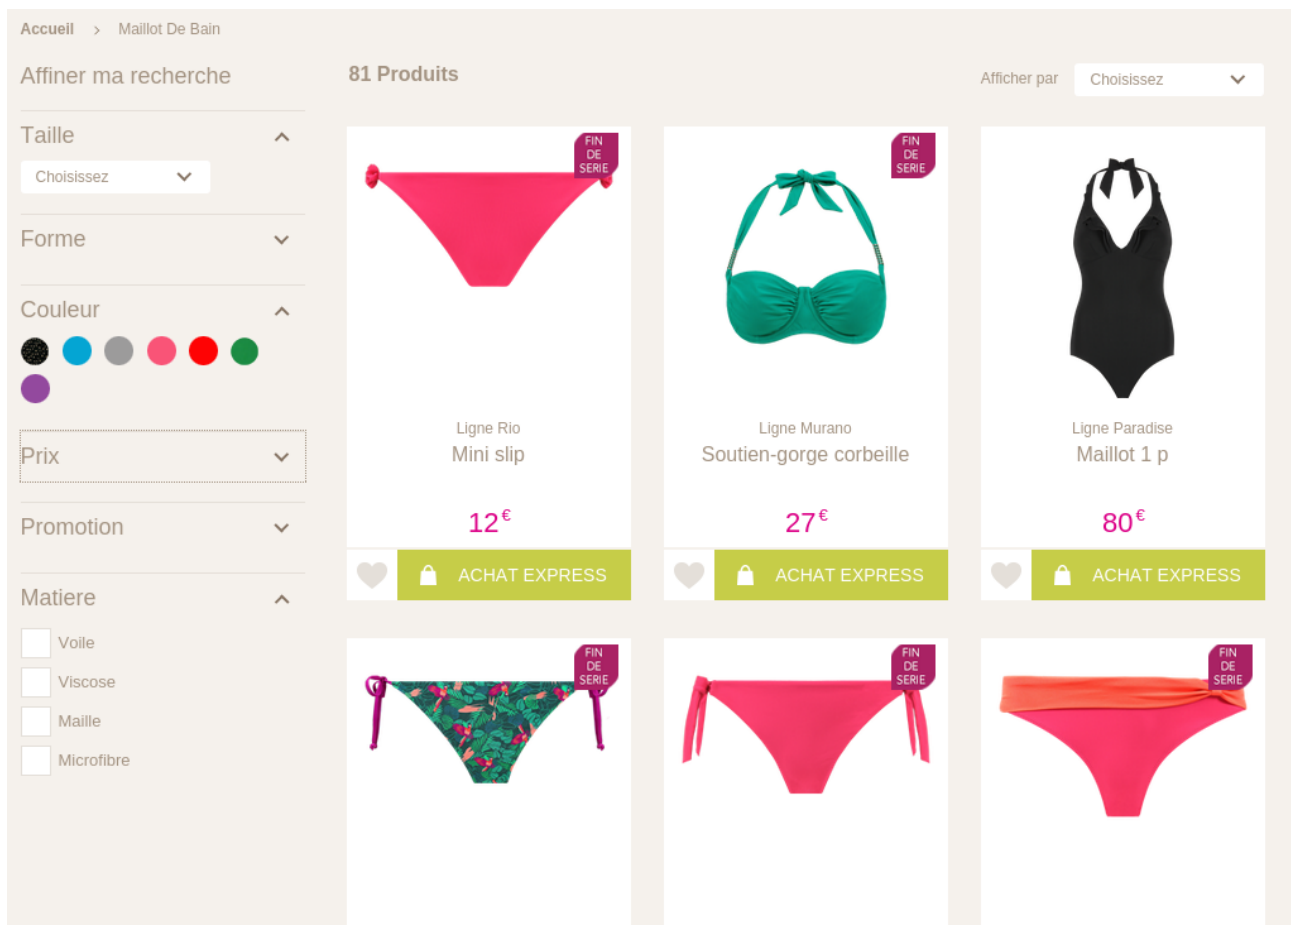 Accueil > Maillot De Bain
Affiner ma recherche
81 Produits
Afficher par
Choisissez
Taille
Choisissez
Forme
Couleur
Prix
Promotion
Matiere
Voile
Viscose
Maille
Microfibre
FIN
DE
SERIE
Ligne Rio
Mini slip
12€
ACHAT EXPRESS
FIN
DE
SERIE
Ligne Murano
Soutien-gorge corbeille
27€
ACHAT EXPRESS
Ligne Paradise
Maillot 1 p
80€
ACHAT EXPRESS
FIN
DE
SERIE
FIN
DE
SERIE
FIN
DE
SERIE